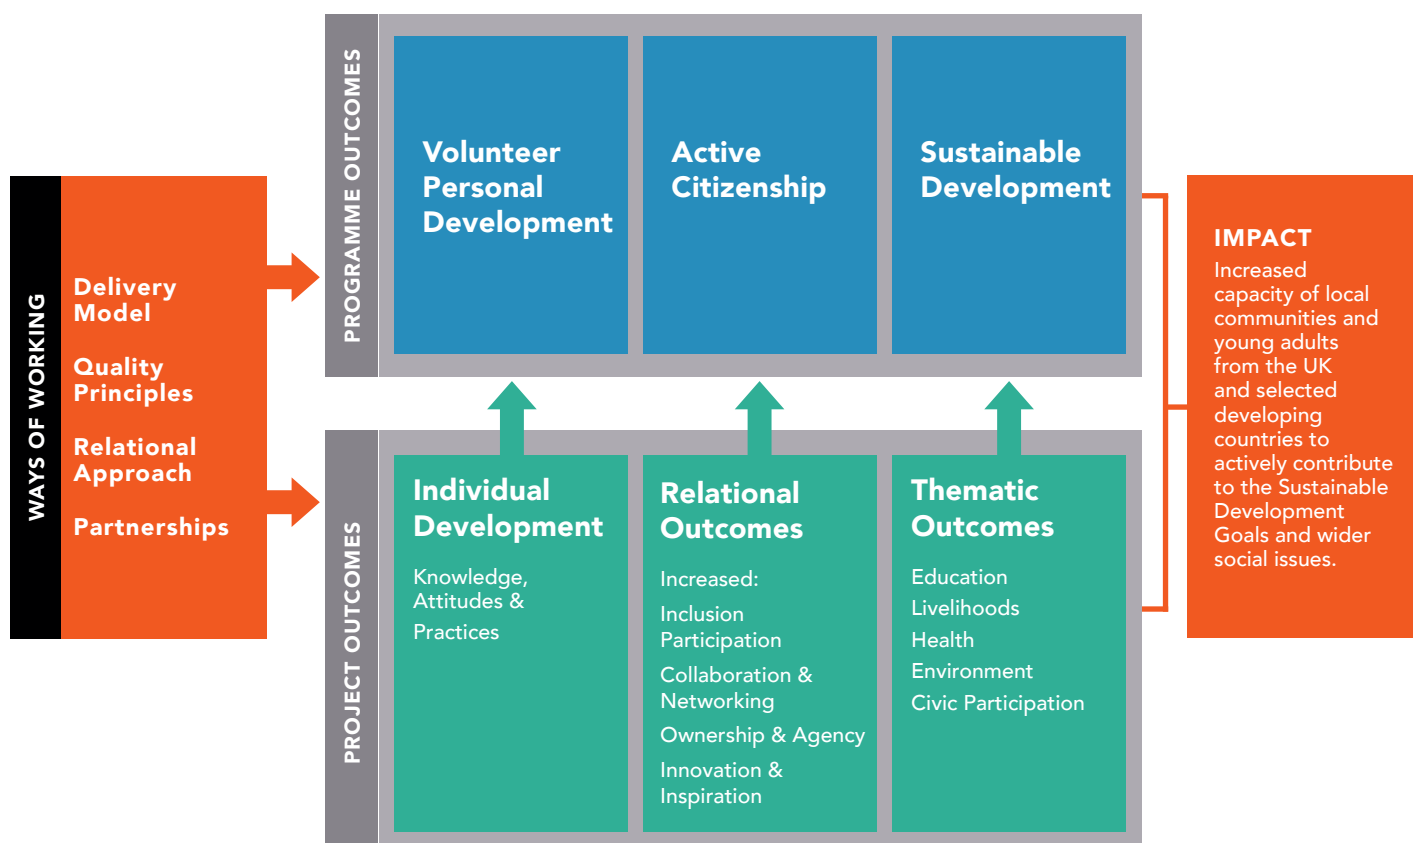 WAYS OF WORKING
Delivery
Model
Quality
Principles
Relational
Approach
Partnerships
PROGRAMME OUTCOMES
Volunteer
Personal
Development
Active
Citizenship
Sustainable
Development
PROJECT OUTCOMES
Individual
Development
Knowledge,
Attitudes &
Practices
Relational
Outcomes
Increased:
Inclusion
Participation
Collaboration &
Networking
Ownership & Agency
Innovation &
Inspiration
Thematic
Outcomes
Education
Livelihoods
Health
Environment
Civic Participation
IMPACT
Increased
capacity of local
communities and
young adults
from the UK
and selected
developing
countries to
actively contribute
to the Sustainable
Development
Goals and wider
social issues.